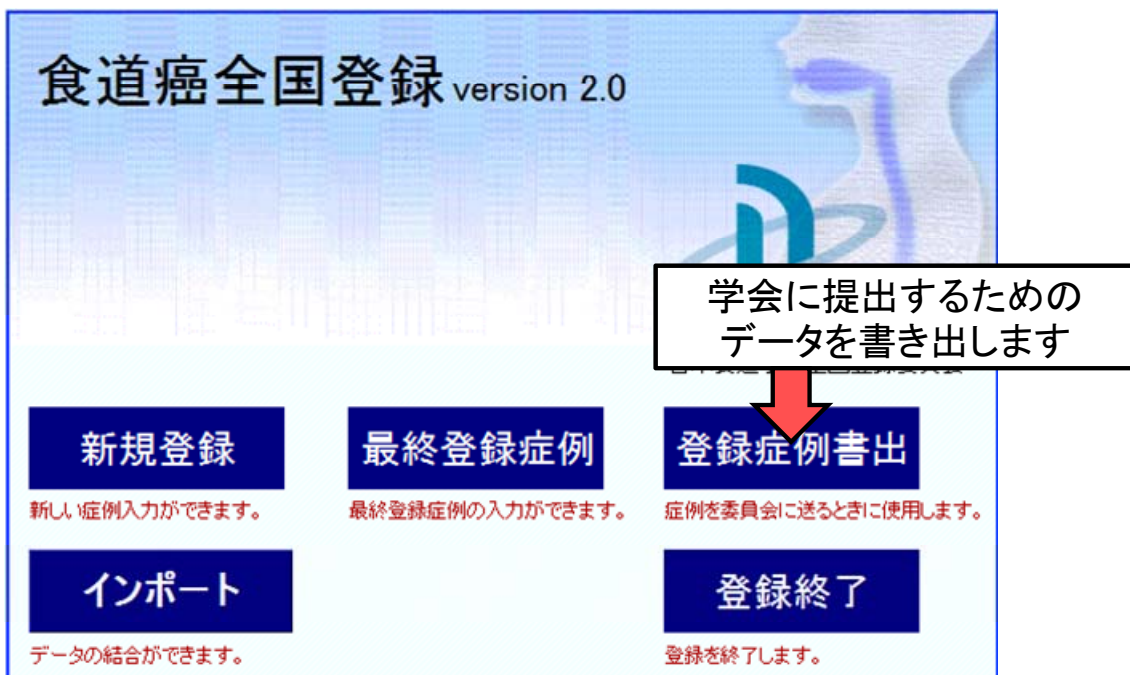 食道癌全国登録 version 2.0
学会に提出するための
データを書き出します
新規登録
最終登録症例
登録症例書出
新しい症例入力ができます。
最終登録症例の入力ができます。
症例を委員会に送るときに使用します。
インポート
登録終了
データの結合ができます。
登録を終了します。